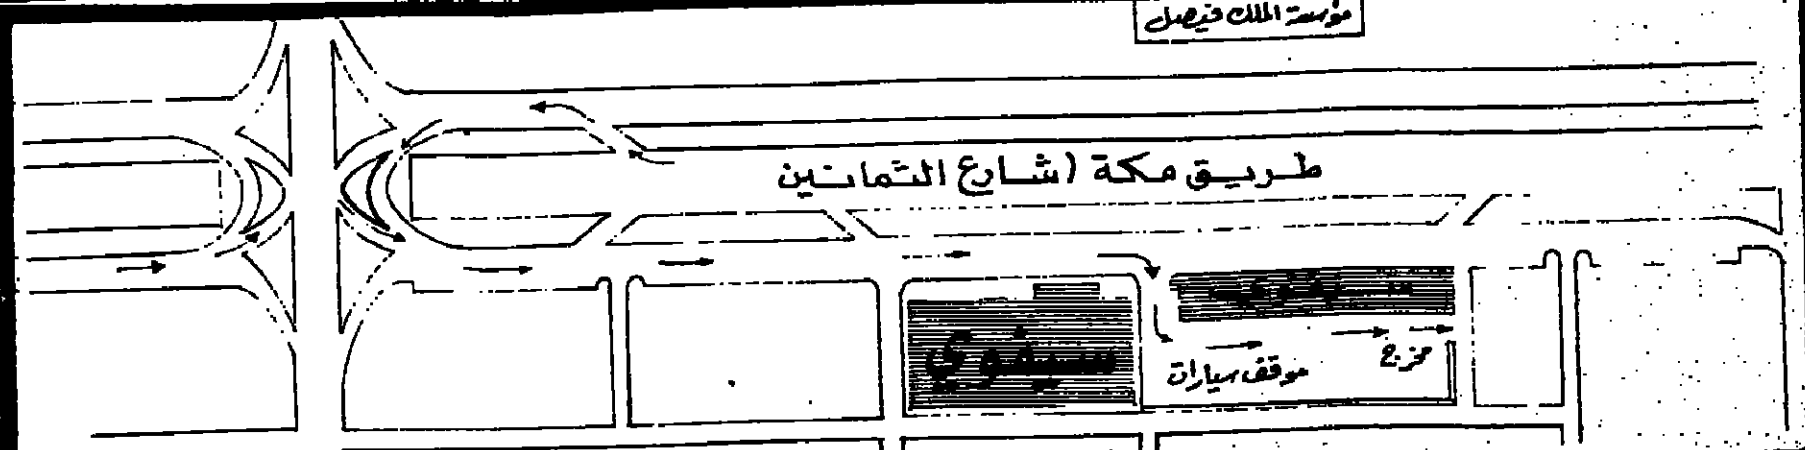 مؤسسة الملك فيصل
طريق مكة (شارع الثمانين
سيفوي
مخرج
موقف سيارات